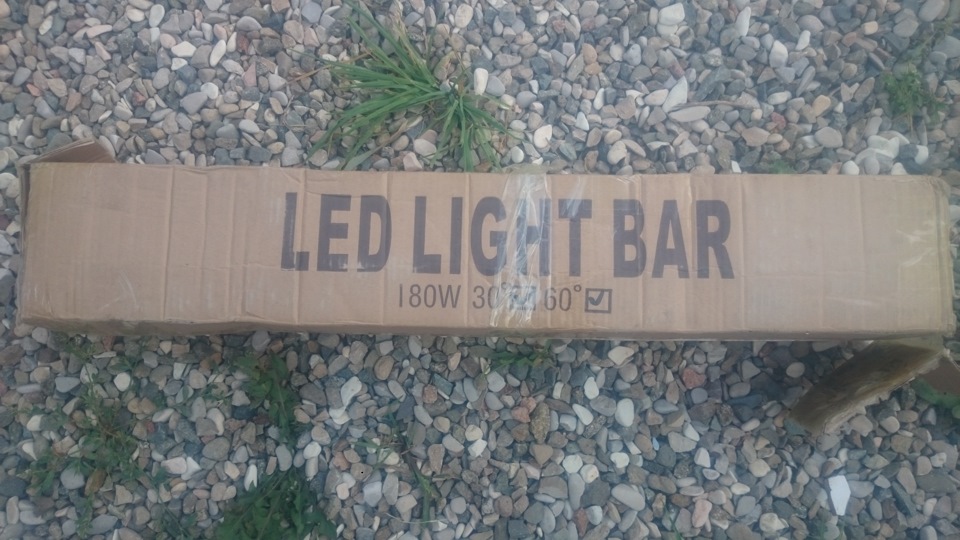 LED LIGHT BAR
180W 30° 60° ☑